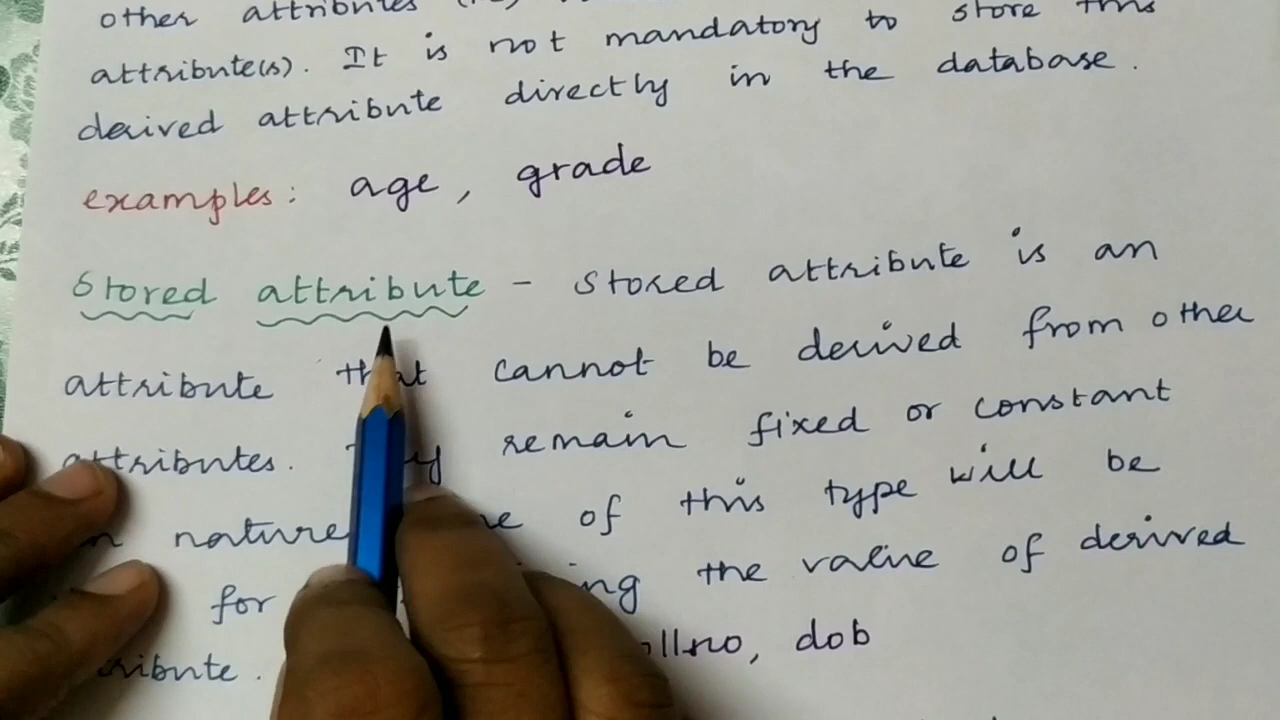 other attributes
attribute(s). It is not mandatory to store this
derived attribute directly in the database.
examples: age, grade
Stored attribute - Stored attribute is an
attribute that cannot be derived from other
attributes. remain fixed or constant
nature of this type will be
for the value of derived
dob